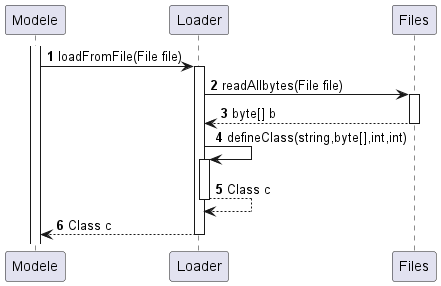 Modele Loader Files
1 loadFromFile(File file)
2 readAllbytes(File file)
3 byte[] b
4 defineClass(string,byte[],int,int)
5 Class c
6 Class c
Modele Loader Files